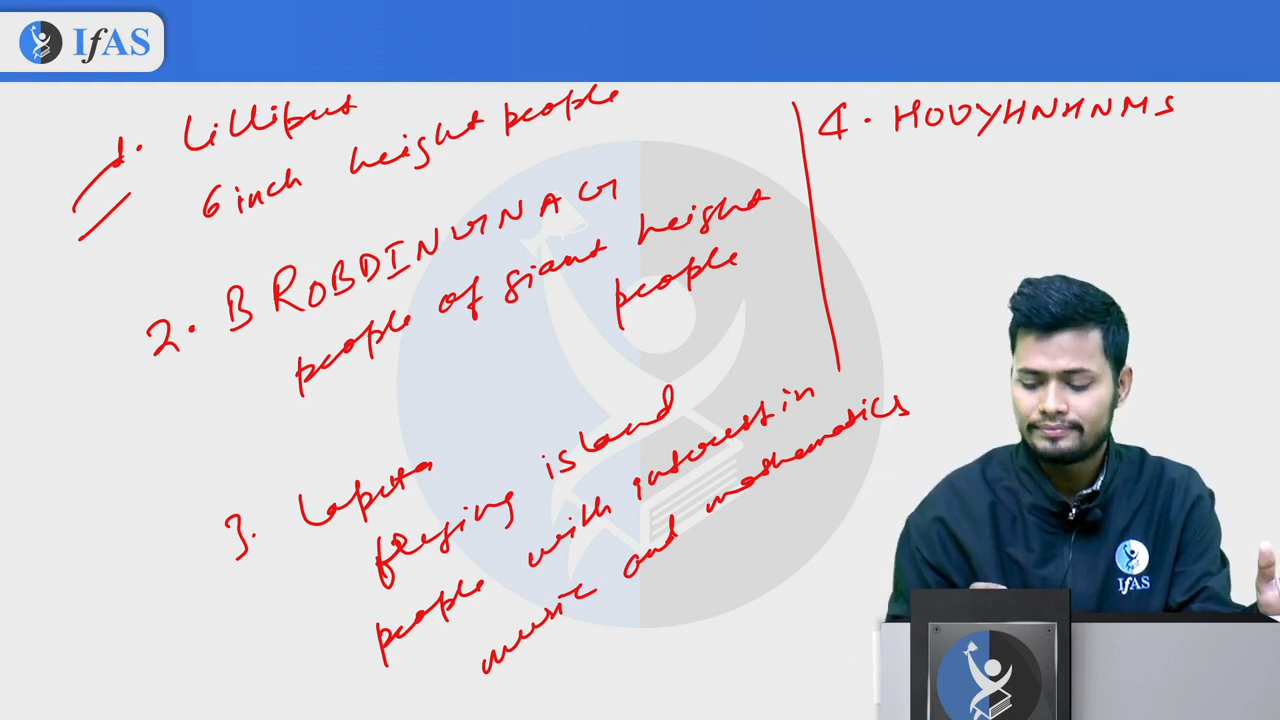 IfAS
1. Lilliput
6 inch height people
2. BROBDINGNAG
people of giant height
people
3. Laputa
flying island
people with interest in
music and mathematics
4. HOUYHNHNMS
IfAS